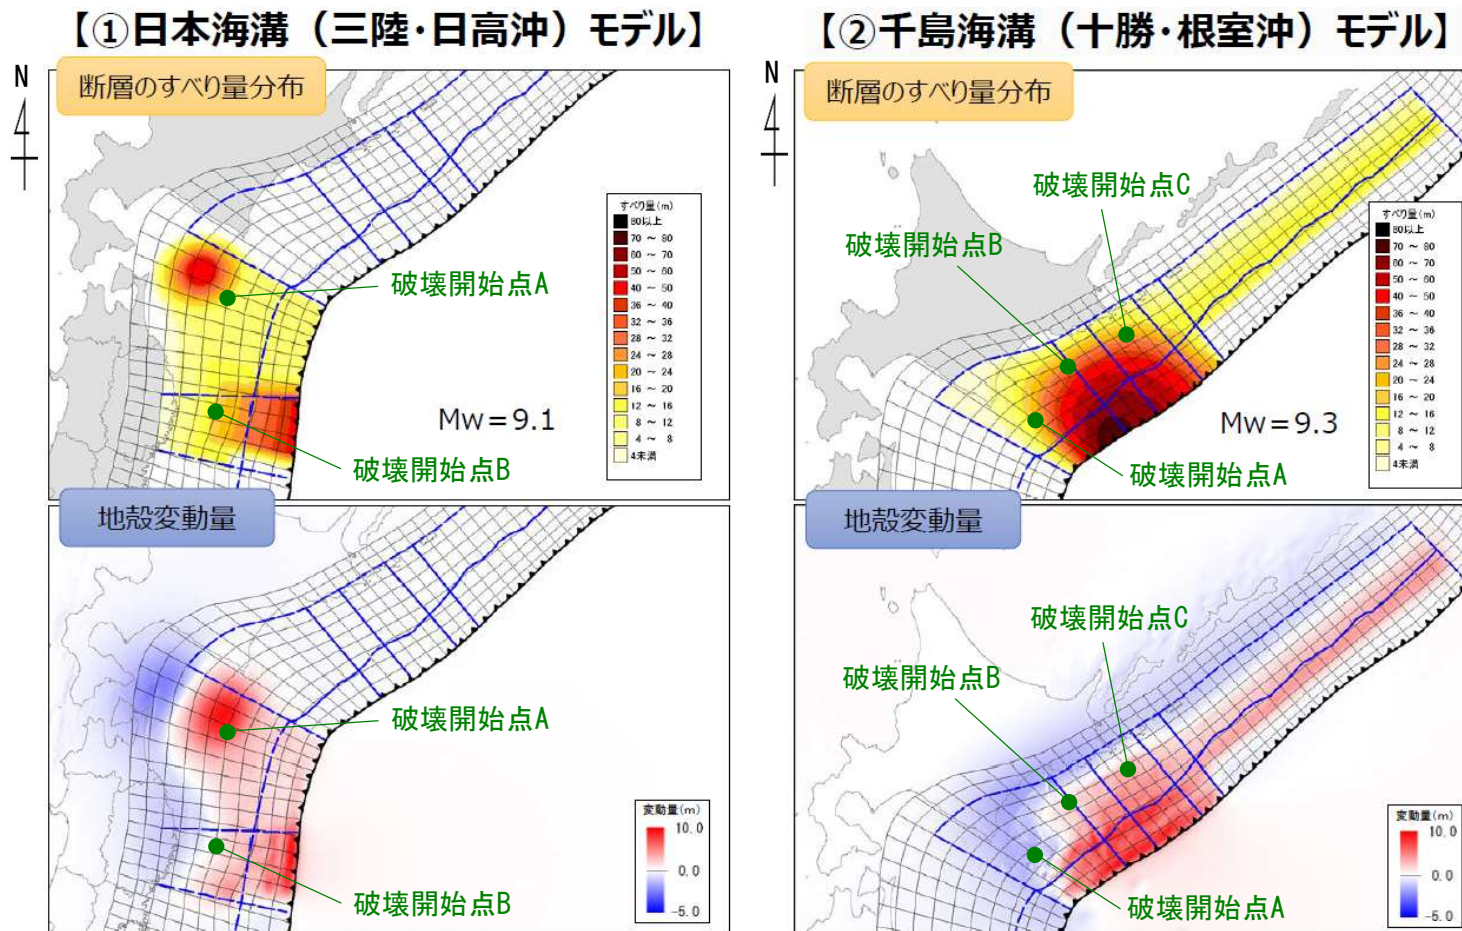 【①日本海溝（三陸・日高沖）モデル】
N
断層のすべり量分布
破壊開始点A
破壊開始点B
Mw＝9.1
すべり量(m)
80以上
70 ～ 80
60 ～ 70
50 ～ 60
40 ～ 50
36 ～ 40
32 ～ 36
28 ～ 32
24 ～ 28
20 ～ 24
16 ～ 20
12 ～ 16
8 ～ 12
4 ～ 8
4未満
地殻変動量
破壊開始点A
破壊開始点B
変動量(m)
10.0
0.0
-5.0
【②千島海溝（十勝・根室沖）モデル】
N
断層のすべり量分布
破壊開始点C
破壊開始点B
破壊開始点A
Mw＝9.3
すべり量(m)
80以上
70 ～ 80
60 ～ 70
50 ～ 60
40 ～ 50
36 ～ 40
32 ～ 36
28 ～ 32
24 ～ 28
20 ～ 24
16 ～ 20
12 ～ 16
8 ～ 12
4 ～ 8
4未満
地殻変動量
破壊開始点C
破壊開始点B
破壊開始点A
変動量(m)
10.0
0.0
-5.0